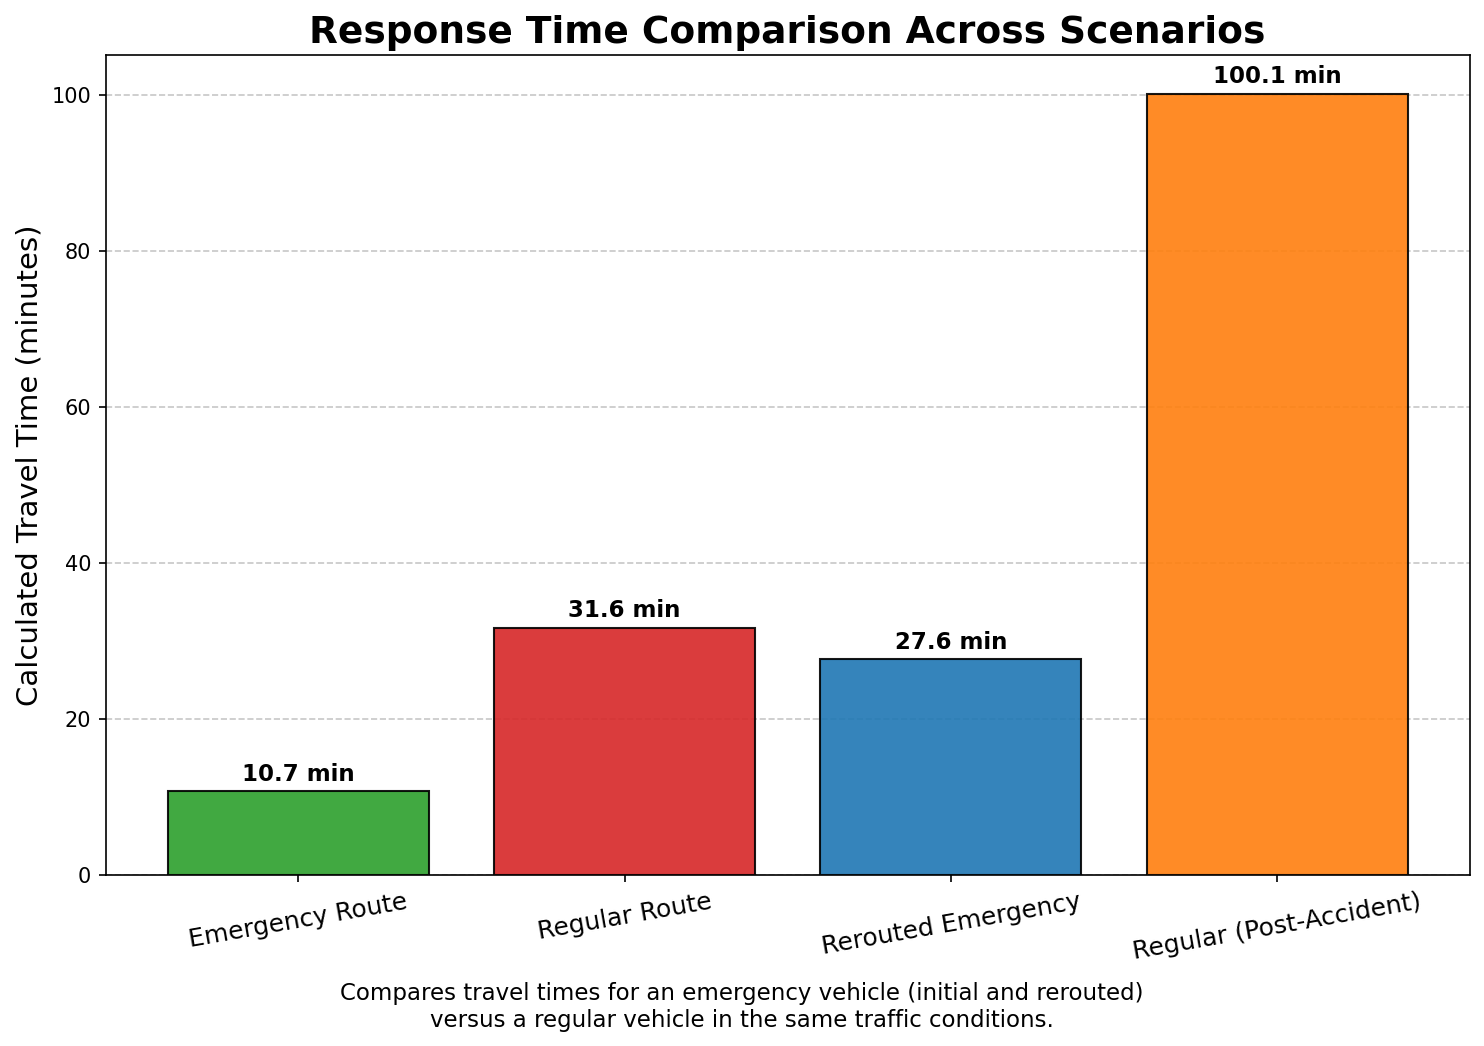 Response Time Comparison Across Scenarios
Calculated Travel Time (minutes)
100
80
60
40
20
0
10.7 min
31.6 min
27.6 min
100.1 min
Emergency Route
Regular Route
Rerouted Emergency
Regular (Post-Accident)
Compares travel times for an emergency vehicle (initial and rerouted)
versus a regular vehicle in the same traffic conditions.